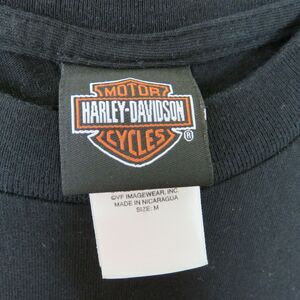 MOTOR
HARLEY-DAVIDSON
CYCLES
®
©VF IMAGEWEAR, INC.
MADE IN NICARAGUA
SIZE: M